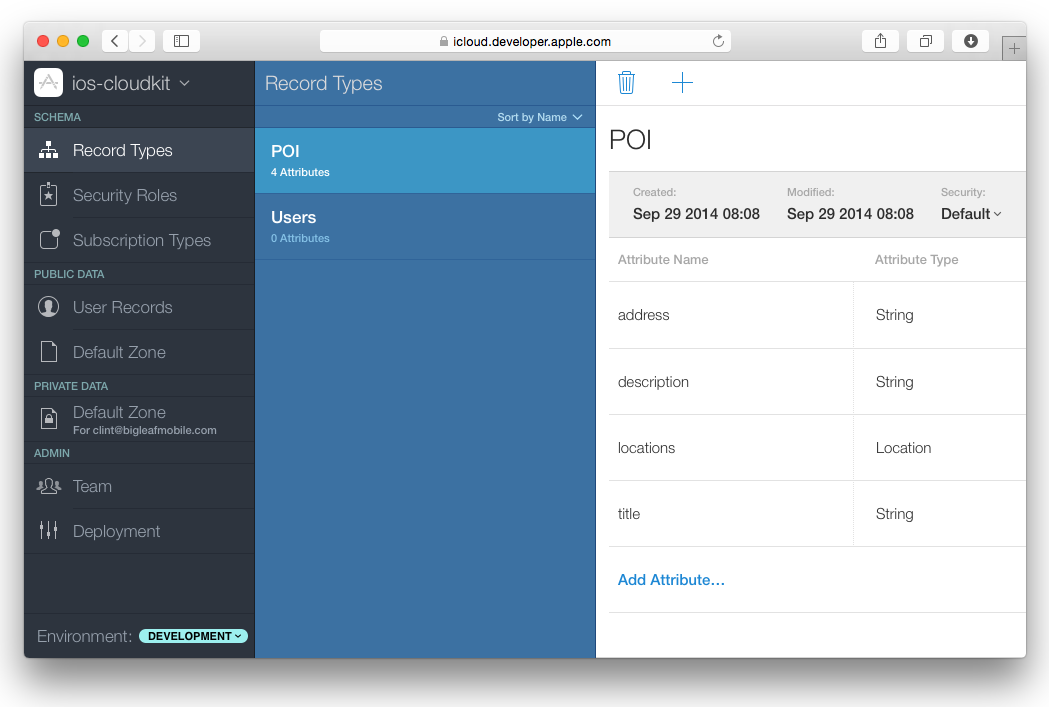 icloud.developer.apple.com
ios-cloudkit
SCHEMA
Record Types
Security Roles
Subscription Types
PUBLIC DATA
User Records
Default Zone
PRIVATE DATA
Default Zone
For clint@bigleafmobile.com
ADMIN
Team
Deployment
Environment: DEVELOPMENT
Record Types
Sort by Name
POI
4 Attributes
Users
0 Attributes
POI
Created: Modified: Security:
Sep 29 2014 08:08 Sep 29 2014 08:08 Default
Attribute Name Attribute Type
address String
description String
locations Location
title String
Add Attribute...